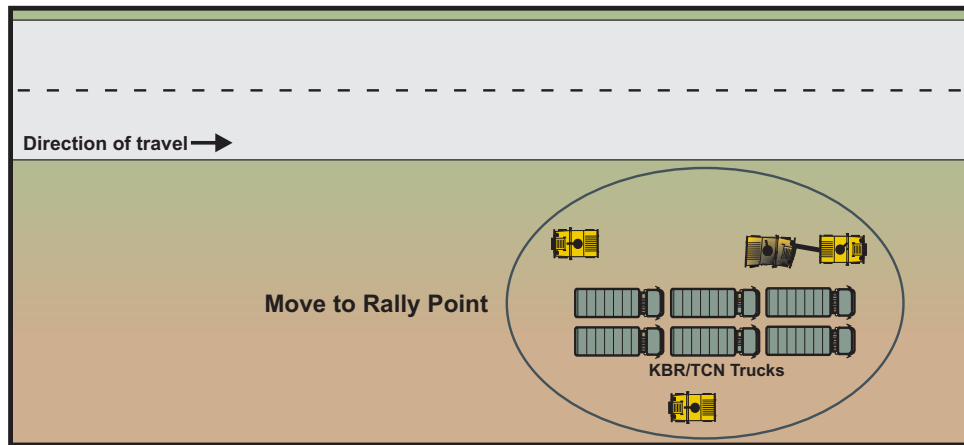 Direction of travel
Move to Rally Point
KBR/TCN Trucks